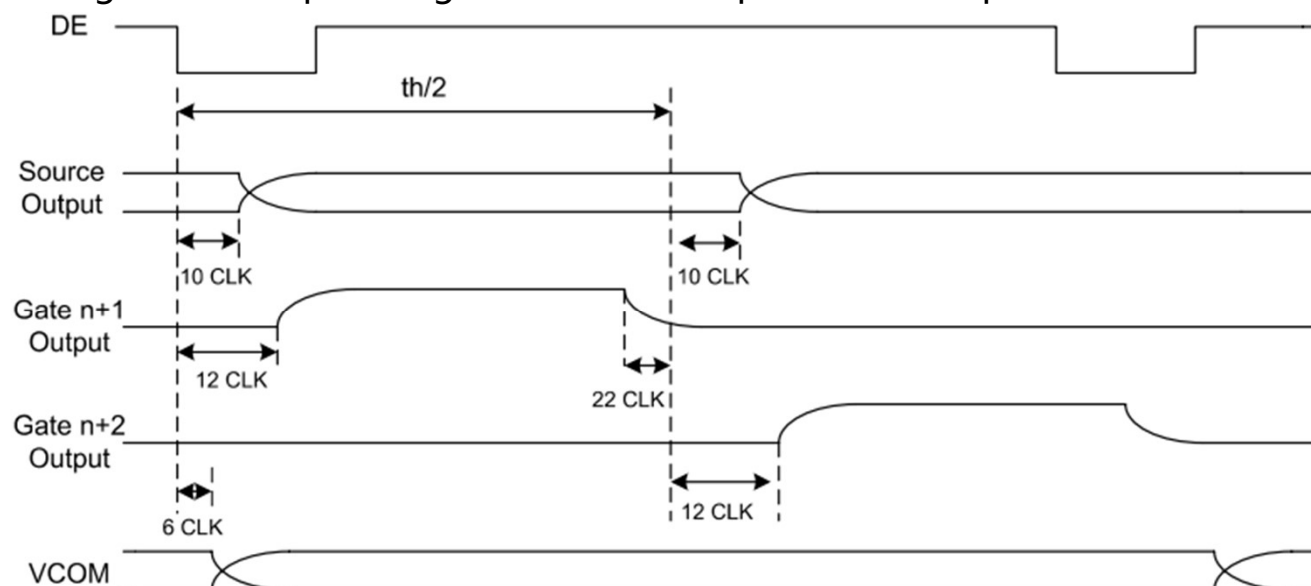 DE
th/2
Source
Output
10 CLK
10 CLK
Gate n+1
Output
12 CLK
22 CLK
Gate n+2
Output
12 CLK
6 CLK
VCOM